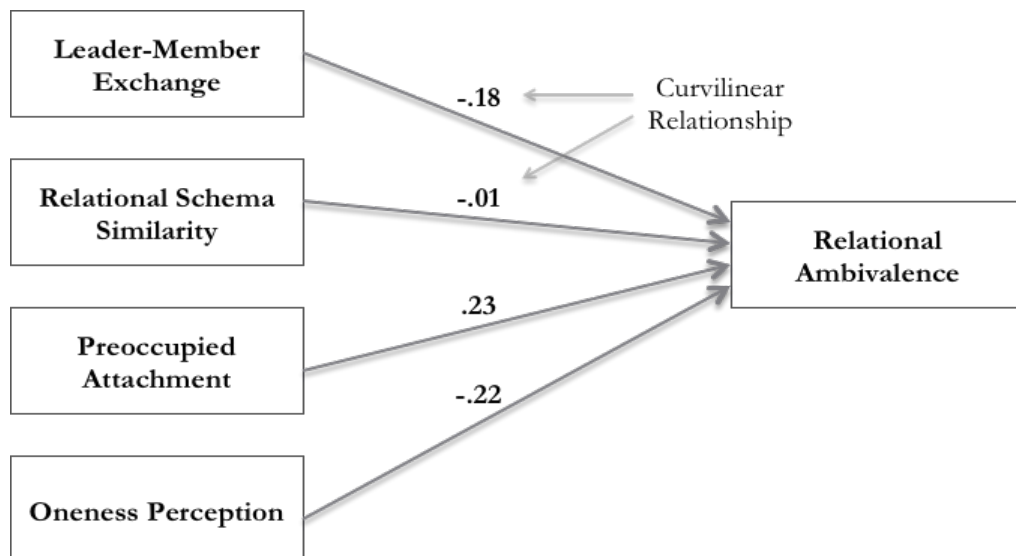 Leader-Member
Exchange
-.18
Curvilinear
Relationship
Relational Schema
Similarity
-.01
Relational
Ambivalence
Preoccupied
Attachment
.23
-.22
Oneness Perception